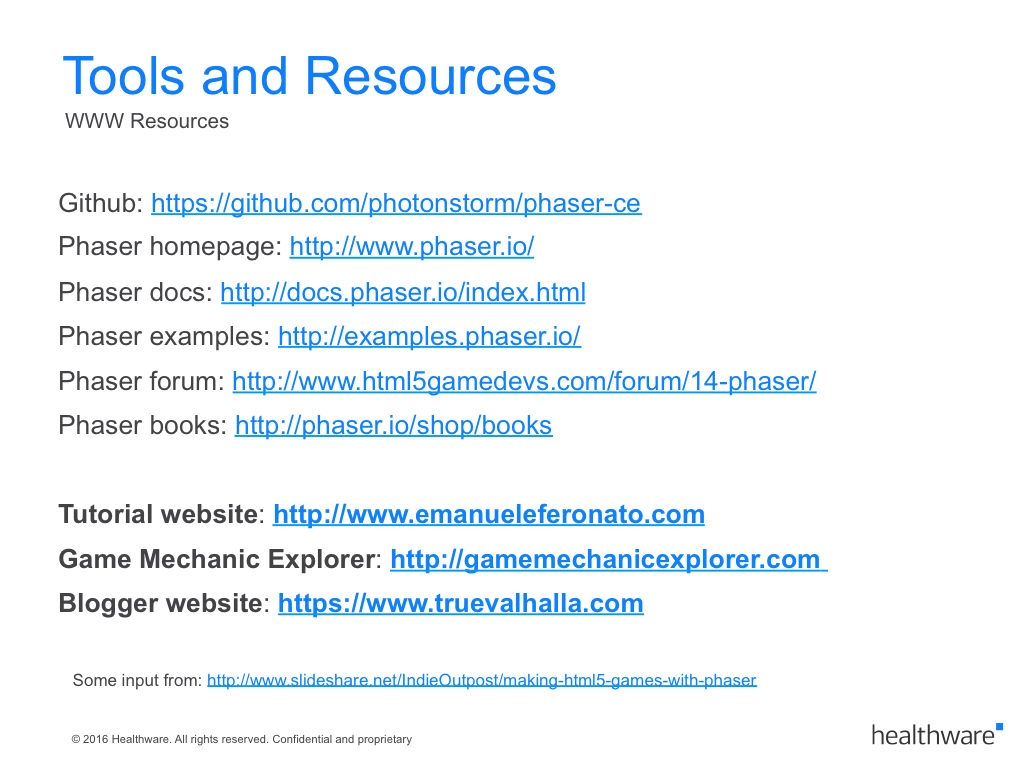 Tools and Resources
WWW Resources
Github: https://github.com/photonstorm/phaser-ce
Phaser homepage: http://www.phaser.io/
Phaser docs: http://docs.phaser.io/index.html
Phaser examples: http://examples.phaser.io/
Phaser forum: http://www.html5gamedevs.com/forum/14-phaser/
Phaser books: http://phaser.io/shop/books
Tutorial website: http://www.emanueleferonato.com
Game Mechanic Explorer: http://gamemechanicexplorer.com
Blogger website: https://www.truevalhalla.com
Some input from: http://www.slideshare.net/IndieOutpost/making-html5-games-with-phaser
© 2016 Healthware. All rights reserved. Confidential and proprietary
healthware